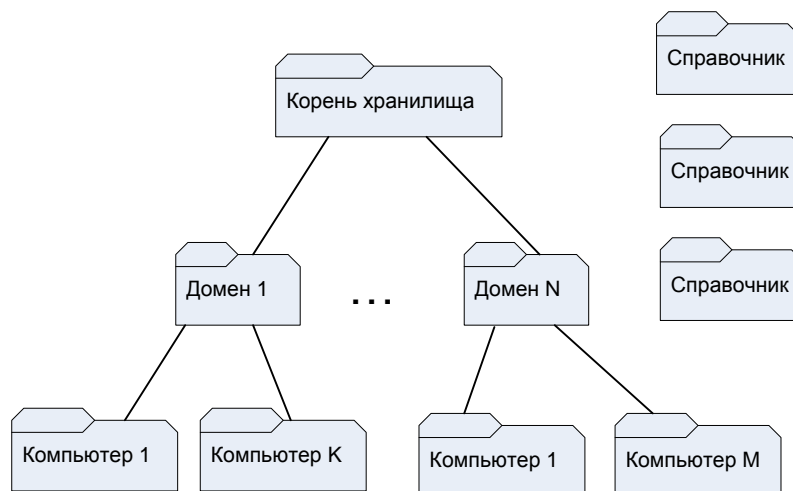 Корень хранилища
Справочник
Справочник
Справочник
Домен 1
...
Домен N
Компьютер 1
Компьютер K
Компьютер 1
Компьютер M